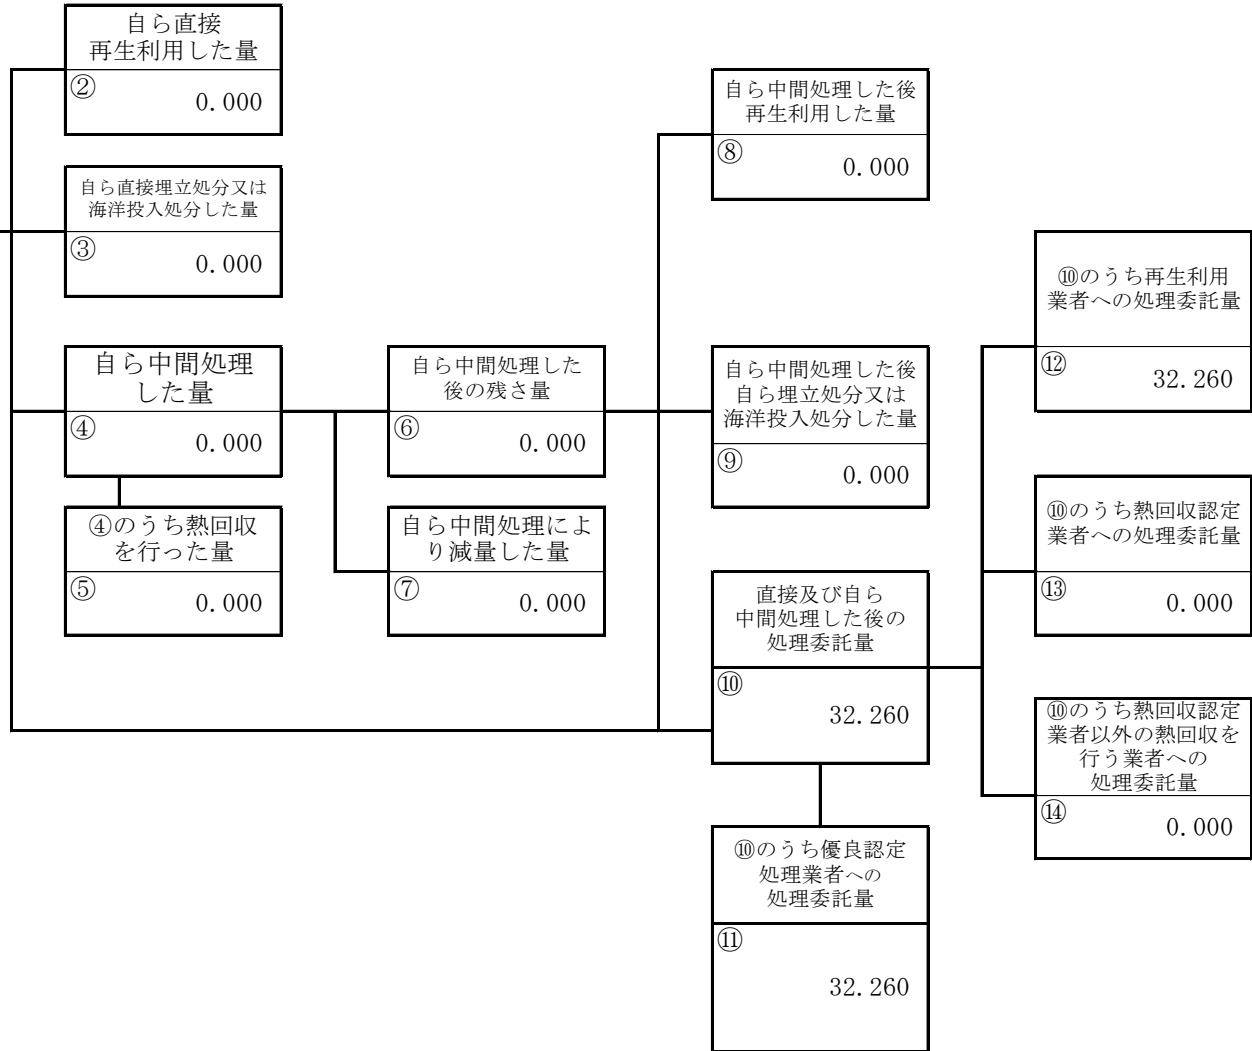 自ら直接
再生利用した量
②
0.000
自ら直接埋立処分又は
海洋投入処分した量
③
0.000
自ら中間処理
した量
④
0.000
④のうち熱回収
を行った量
⑤
0.000
自ら中間処理した
後の残さ量
⑥
0.000
自ら中間処理によ
り減量した量
⑦
0.000
自ら中間処理した後
再生利用した量
⑧
0.000
自ら中間処理した後
自ら埋立処分又は
海洋投入処分した量
⑨
0.000
直接及び自ら
中間処理した後の
処理委託量
⑩
32.260
⑩のうち優良認定
処理業者への
処理委託量
⑪
32.260
⑩のうち再生利用
業者への処理委託量
⑫
32.260
⑩のうち熱回収認定
業者への処理委託量
⑬
0.000
⑩のうち熱回収認定
業者以外の熱回収を
行う業者への
処理委託量
⑭
0.000